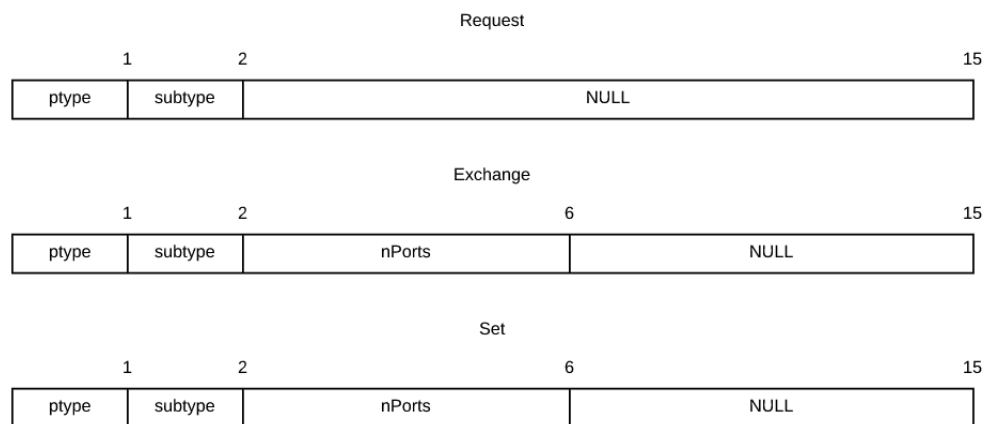 Request
1 2 15
ptype subtype NULL
Exchange
1 2 6 15
ptype subtype nPorts NULL
Set
1 2 6 15
ptype subtype nPorts NULL